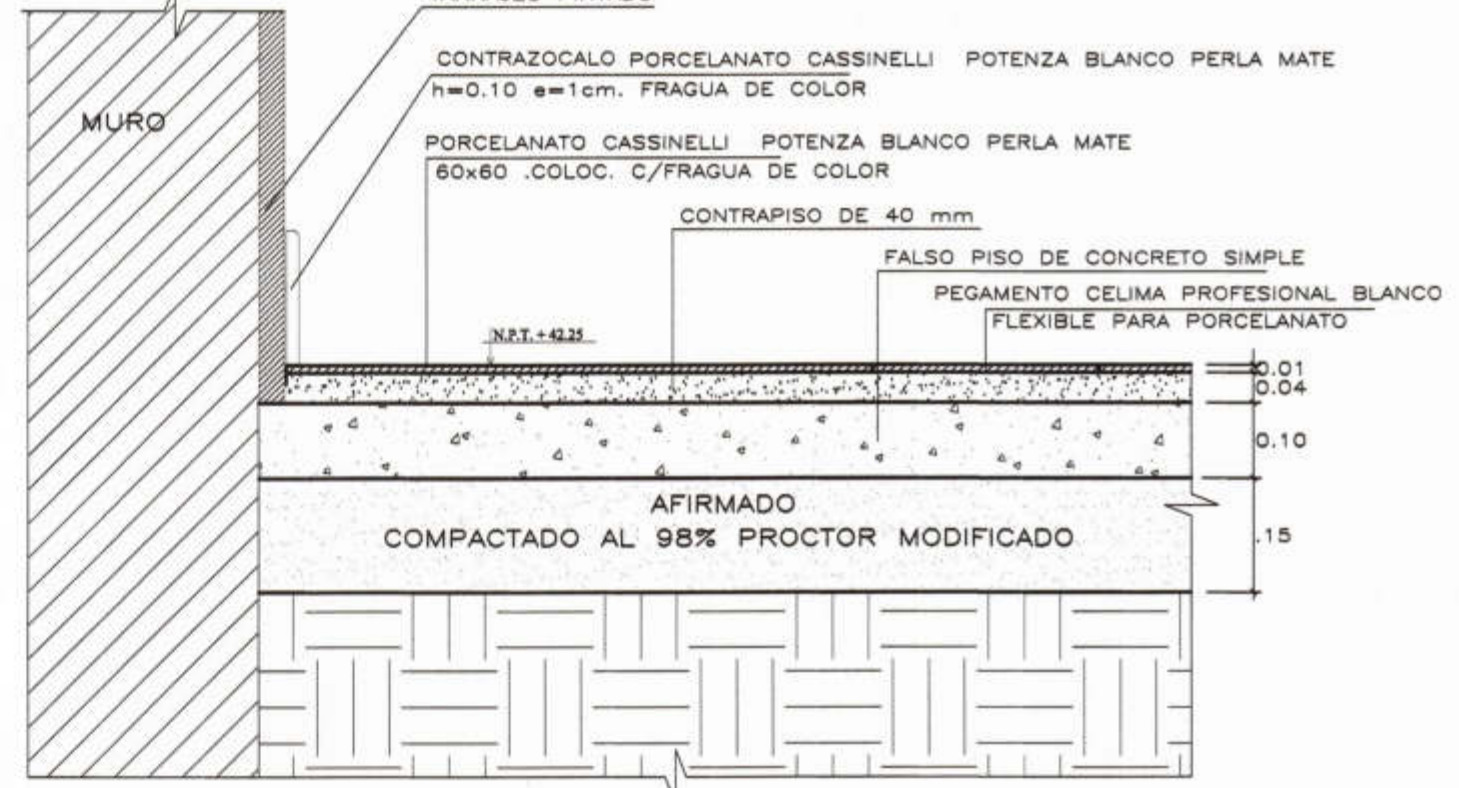 CONTRAZOCALO PORCELANATO CASSINELLI POTENZA BLANCO PERLA MATE
h=0.10 e=1cm. FRAGUA DE COLOR
MURO
PORCELANATO CASSINELLI POTENZA BLANCO PERLA MATE
60x60 .COLOC. C/FRAGUA DE COLOR
CONTRAPISO DE 40 mm
FALSO PISO DE CONCRETO SIMPLE
PEGAMENTO CELIMA PROFESIONAL BLANCO
FLEXIBLE PARA PORCELANATO
N.P.T. +42.25
0.01
0.04
0.10
AFIRMADO
COMPACTADO AL 98% PROCTOR MODIFICADO
.15